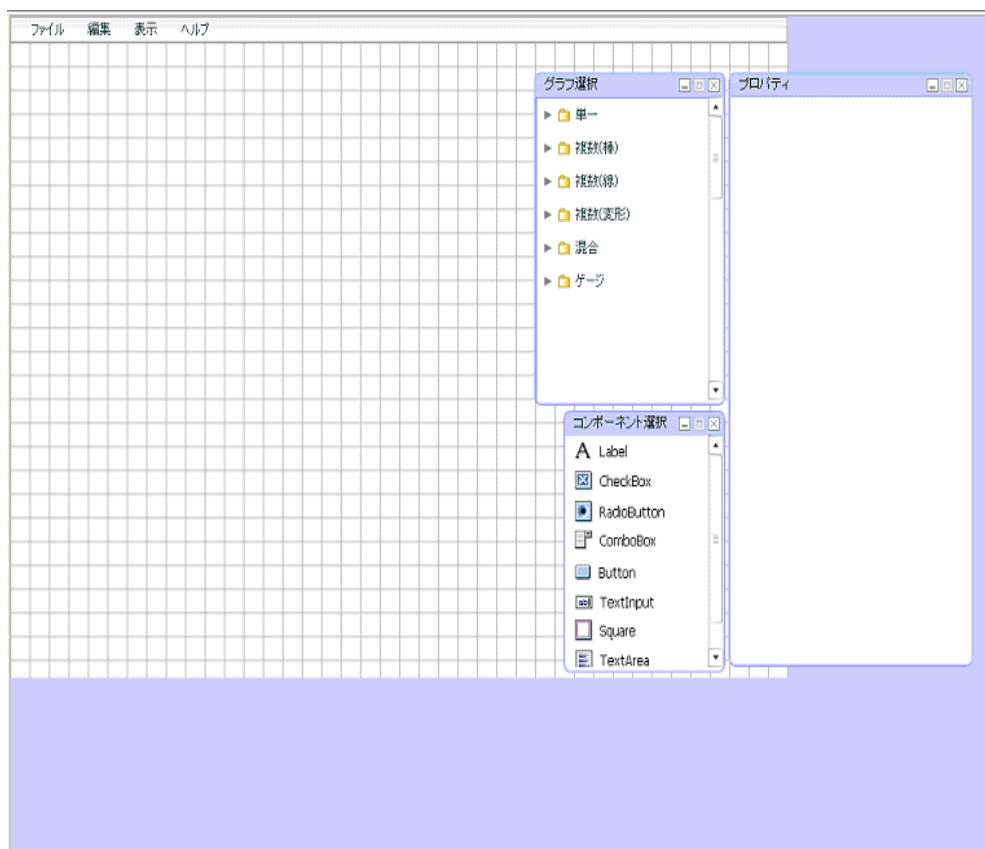 ファイル 編集 表示 ヘルプ
グラフ選択
単一
複数(棒)
複数(線)
複数(変形)
混合
ゲージ
プロパティ
コンポーネント選択
Label
CheckBox
RadioButton
ComboBox
Button
TextInput
Square
TextArea